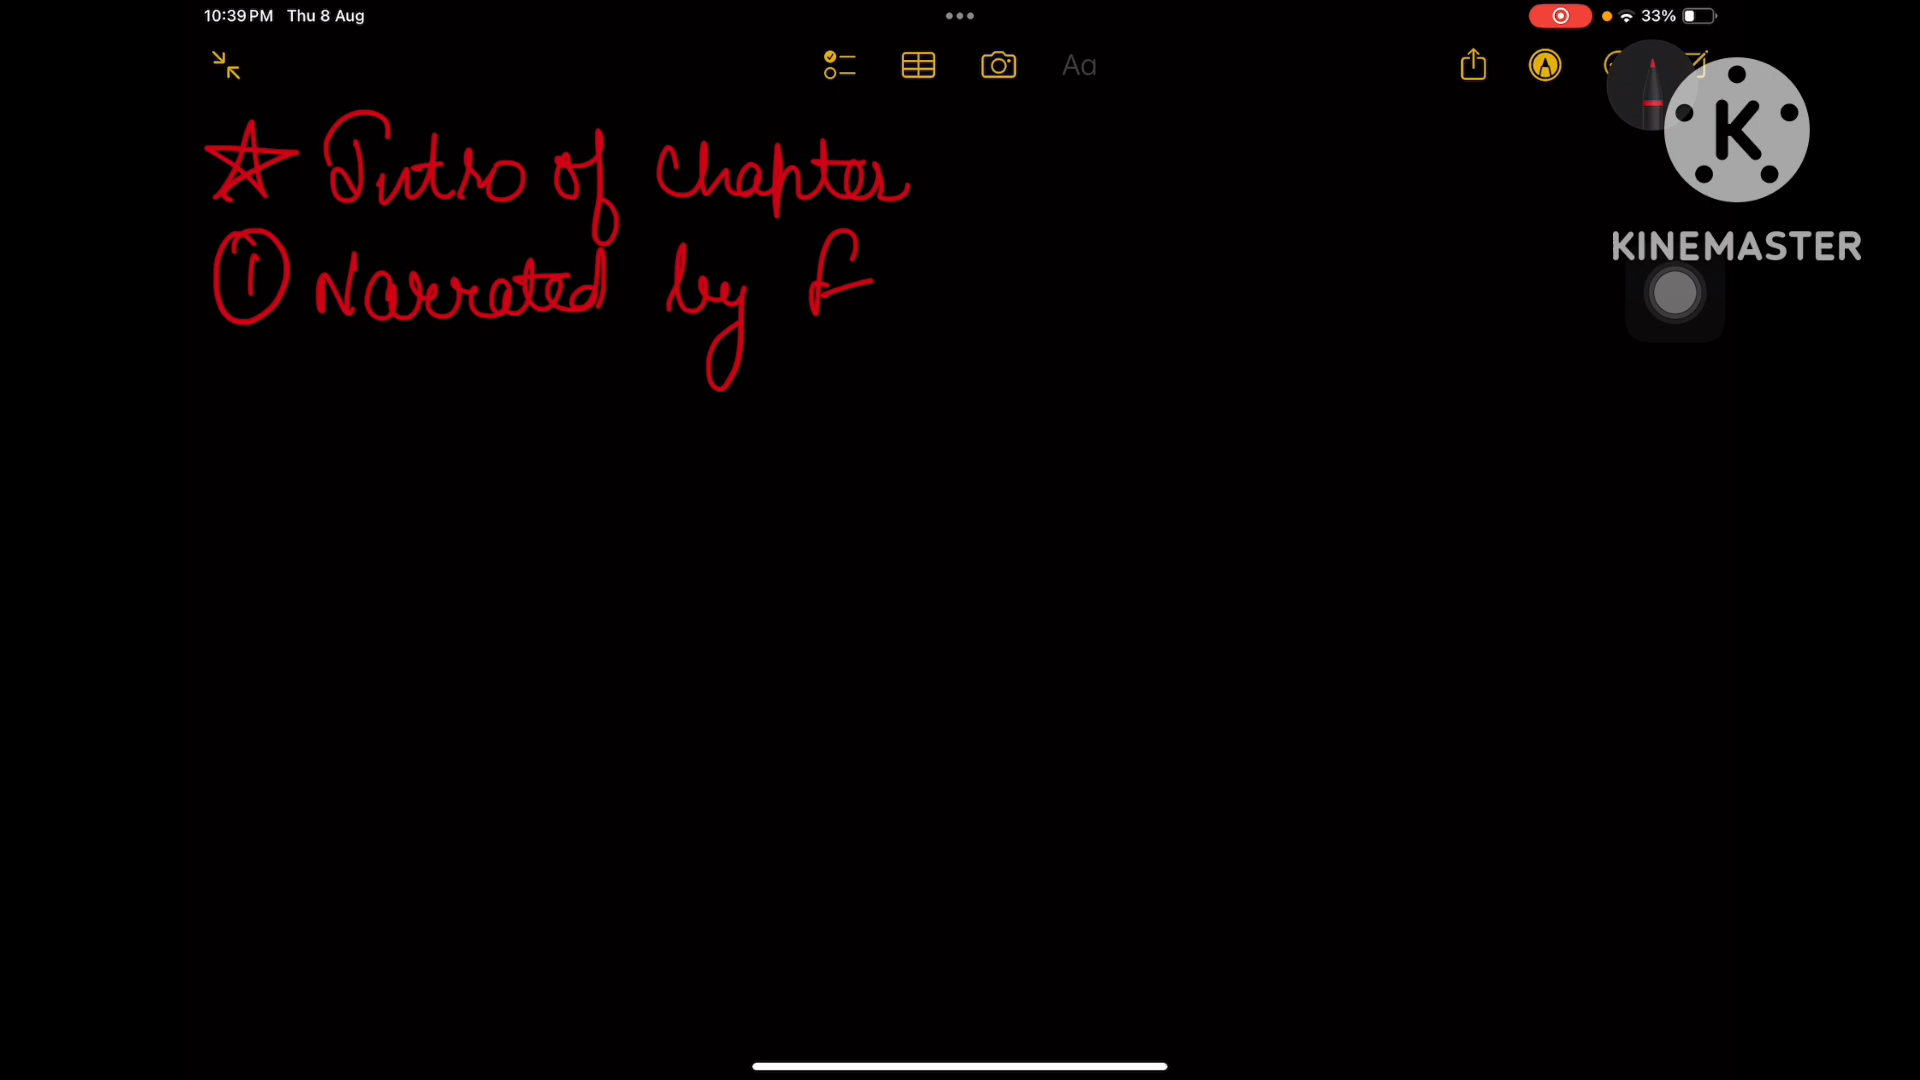 10:39 PM Thu 8 Aug
33%
Aa
K
KINEMASTER
☆ Intro of Chapter
① Narrated by F